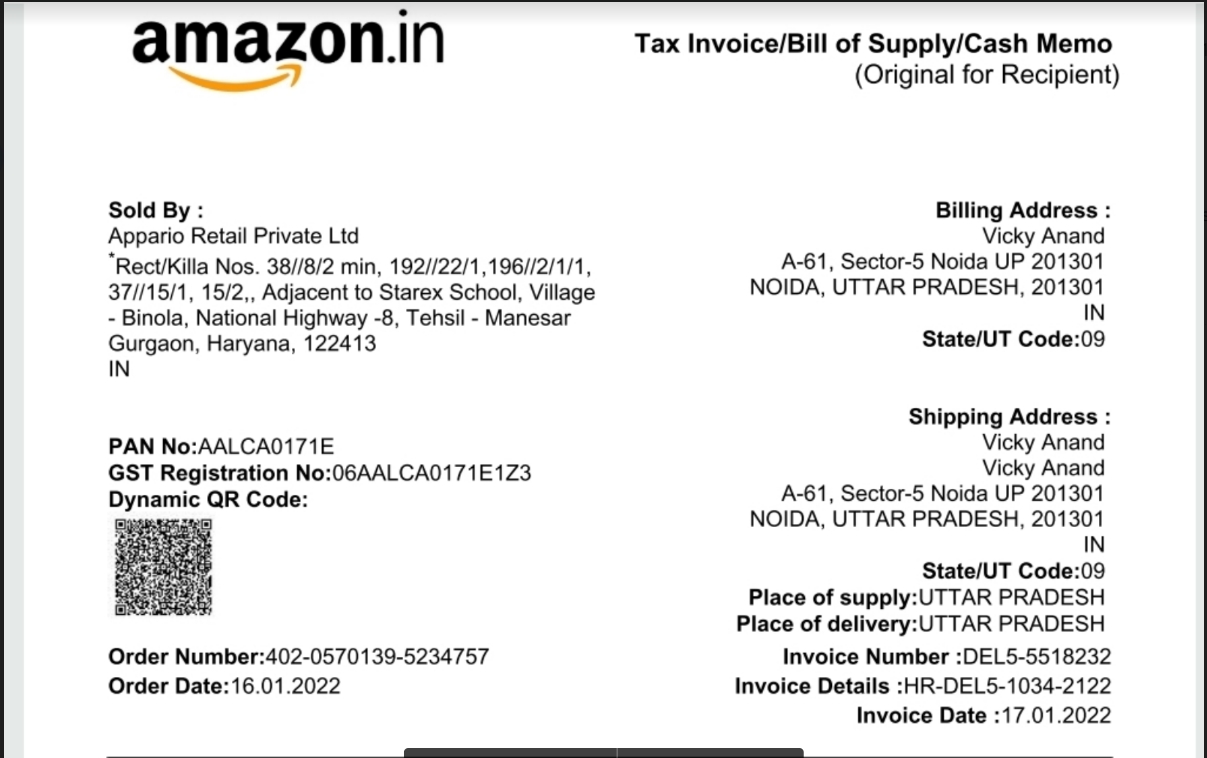 amazon.in
Tax Invoice/Bill of Supply/Cash Memo
(Original for Recipient)
Sold By :
Appario Retail Private Ltd
*Rect/Killa Nos. 38//8/2 min, 192//22/1,196//2/1/1,
37//15/1, 15/2,, Adjacent to Starex School, Village
- Binola, National Highway -8, Tehsil - Manesar
Gurgaon, Haryana, 122413
IN
PAN No:AALCA0171E
GST Registration No:06AALCA0171E1Z3
Dynamic QR Code:
Order Number:402-0570139-5234757
Order Date:16.01.2022
Billing Address :
Vicky Anand
A-61, Sector-5 Noida UP 201301
NOIDA, UTTAR PRADESH, 201301
IN
State/UT Code:09
Shipping Address :
Vicky Anand
Vicky Anand
A-61, Sector-5 Noida UP 201301
NOIDA, UTTAR PRADESH, 201301
IN
State/UT Code:09
Place of supply:UTTAR PRADESH
Place of delivery:UTTAR PRADESH
Invoice Number :DEL5-5518232
Invoice Details :HR-DEL5-1034-2122
Invoice Date :17.01.2022